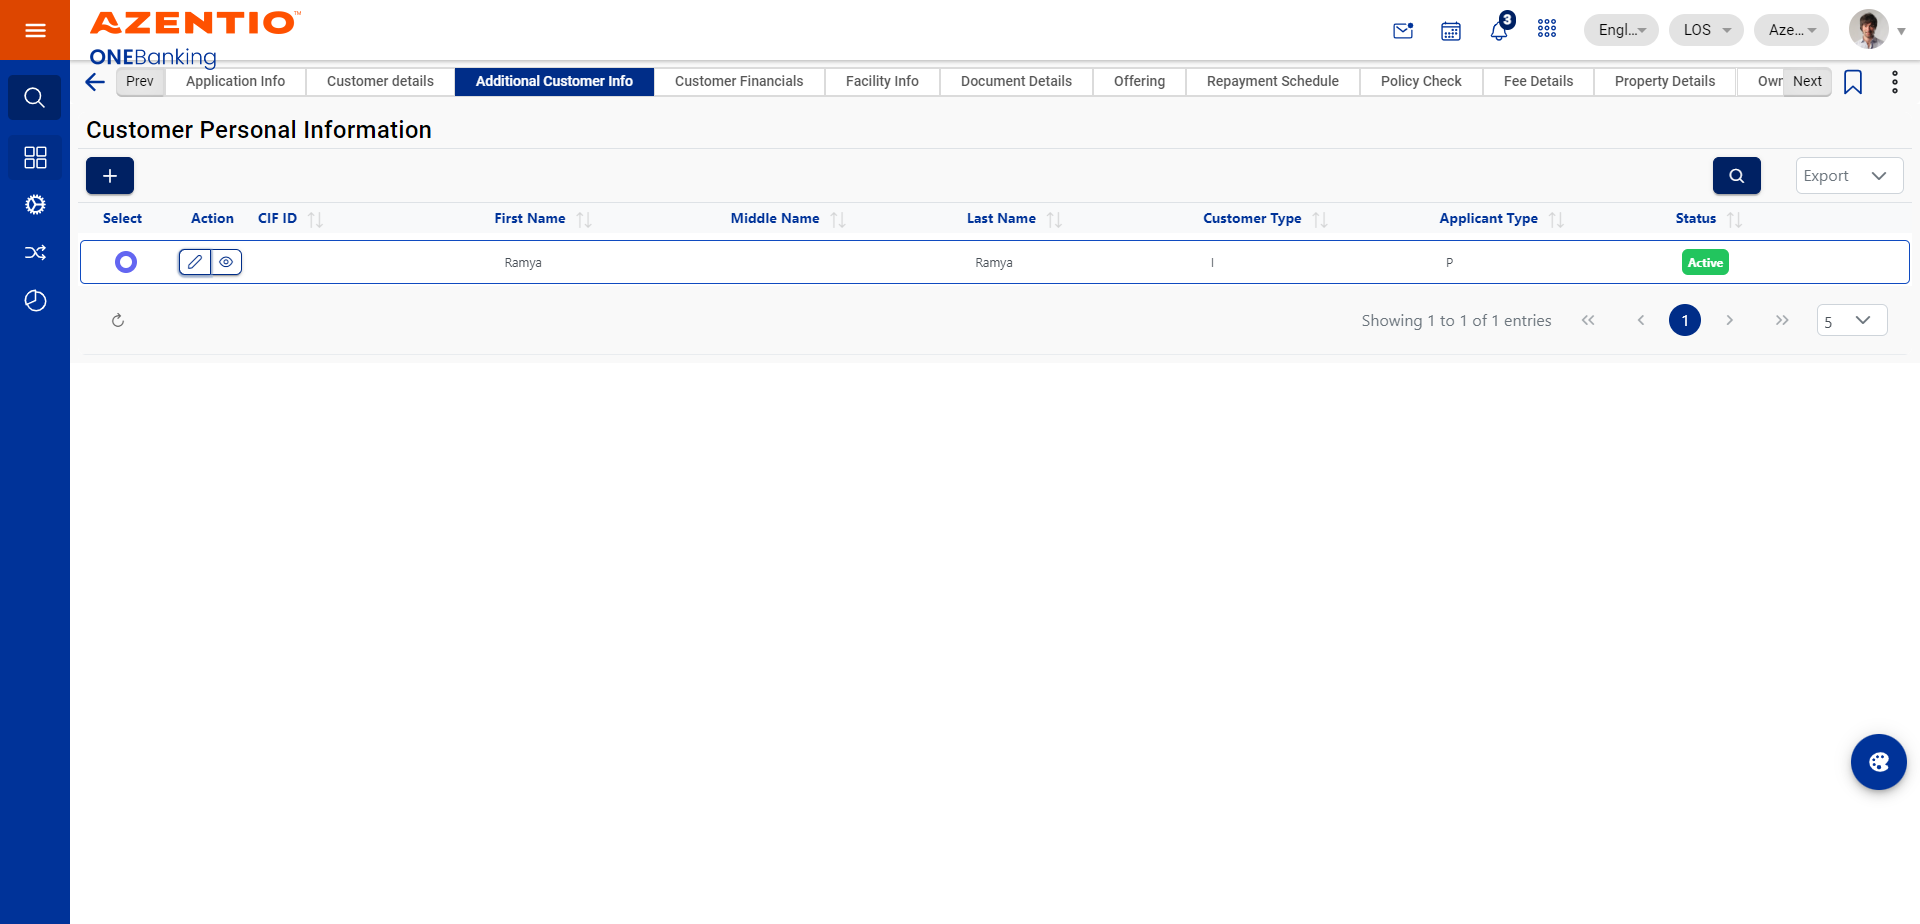 AZENTIO™
ONEBanking
3
Engl...
LOS
Aze...
Prev
Application Info
Customer details
Additional Customer Info
Customer Financials
Facility Info
Document Details
Offering
Repayment Schedule
Policy Check
Fee Details
Property Details
Owr
Next
Customer Personal Information
Export
Select
Action
CIF ID
First Name
Middle Name
Last Name
Customer Type
Applicant Type
Status
Ramya
Ramya
I
P
Active
Showing 1 to 1 of 1 entries
1
5